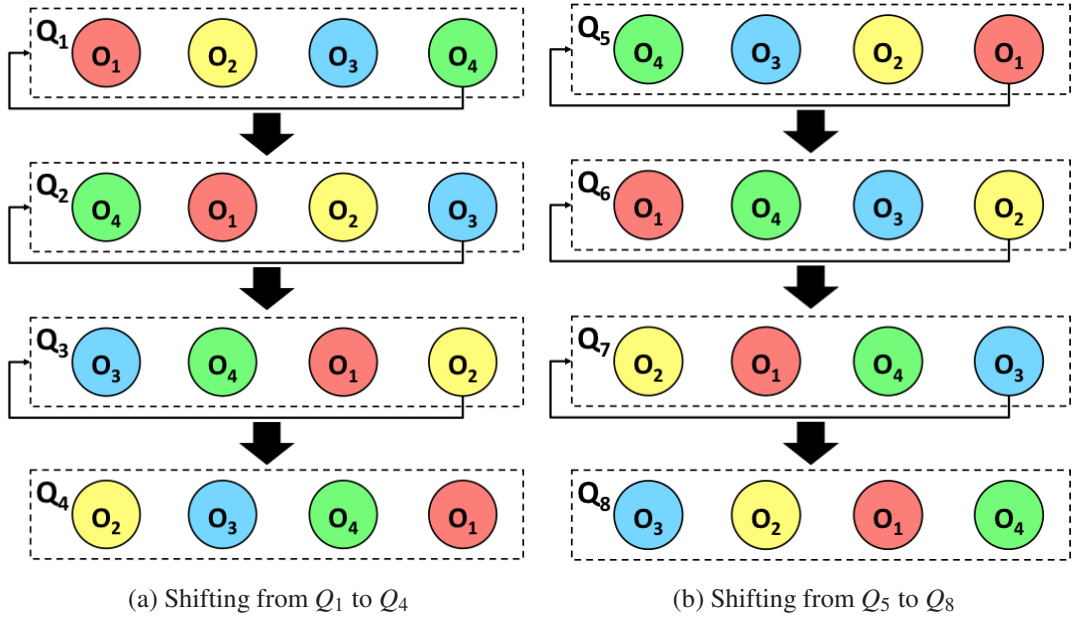 Q1 O1 O2 O3 O4
Q2 O4 O1 O2 O3
Q3 O3 O4 O1 O2
Q4 O2 O3 O4 O1
(a) Shifting from Q1 to Q4
Q5 O4 O3 O2 O1
Q6 O1 O4 O3 O2
Q7 O2 O1 O4 O3
Q8 O3 O2 O1 O4
(b) Shifting from Q5 to Q8